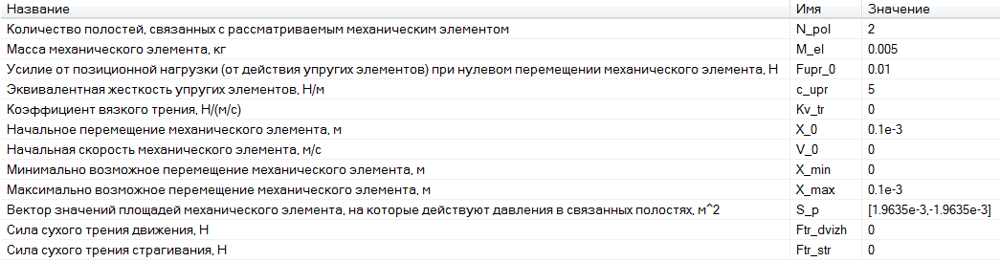 Название Имя Значение
Количество полостей, связанных с рассматриваемым механическим элементом N_pol 2
Масса механического элемента, кг M_el 0.005
Усилие от позиционной нагрузки (от действия упругих элементов) при нулевом перемещении механического элемента, Н Fupr_0 0.01
Эквивалентная жесткость упругих элементов, Н/м c_upr 5
Коэффициент вязкого трения, Н/(м/с) Kv_tr 0
Начальное перемещение механического элемента, м X_0 0.1e-3
Начальная скорость механического элемента, м/с V_0 0
Минимально возможное перемещение механического элемента, м X_min 0
Максимально возможное перемещение механического элемента, м X_max 0.1e-3
Вектор значений площадей механического элемента, на которые действуют давления в связанных полостях, м^2 S_p [1.9635e-3,-1.9635e-3]
Сила сухого трения движения, Н Ftr_dvizh 0
Сила сухого трения страгивания, Н Ftr_str 0